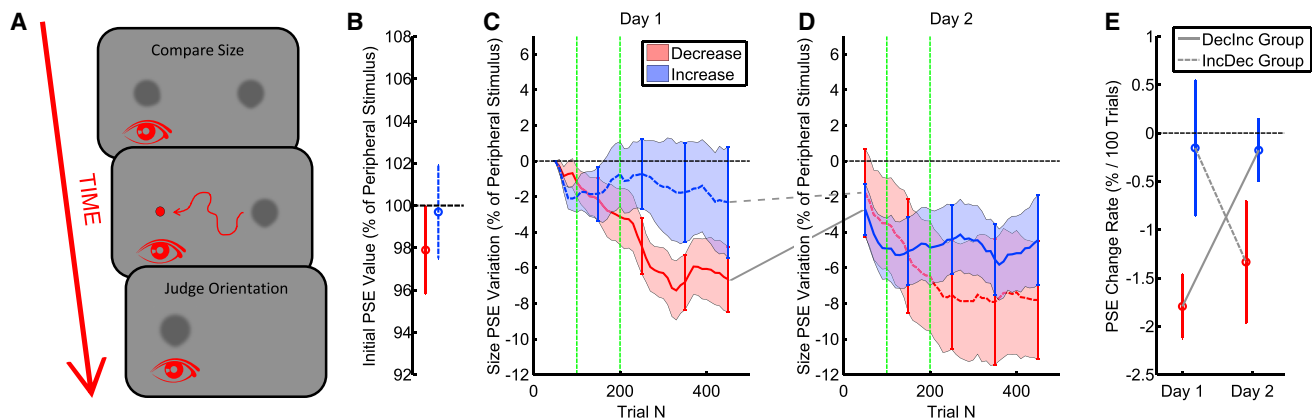 A
Compare Size
TIME
Judge Orientation
B
Initial PSE Value (% of Peripheral Stimulus)
108
106
104
102
100
98
96
94
92
C
Day 1
Size PSE Variation (% of Peripheral Stimulus)
6
4
2
0
-2
-4
-6
-8
-10
-12
Decrease
Increase
0
200
400
Trial N
D
Day 2
Size PSE Variation (% of Peripheral Stimulus)
6
4
2
0
-2
-4
-6
-8
-10
-12
0
200
400
Trial N
E
PSE Change Rate (% / 100 Trials)
1
0.5
0
-0.5
-1
-1.5
-2
-2.5
DecInc Group
IncDec Group
Day 1
Day 2